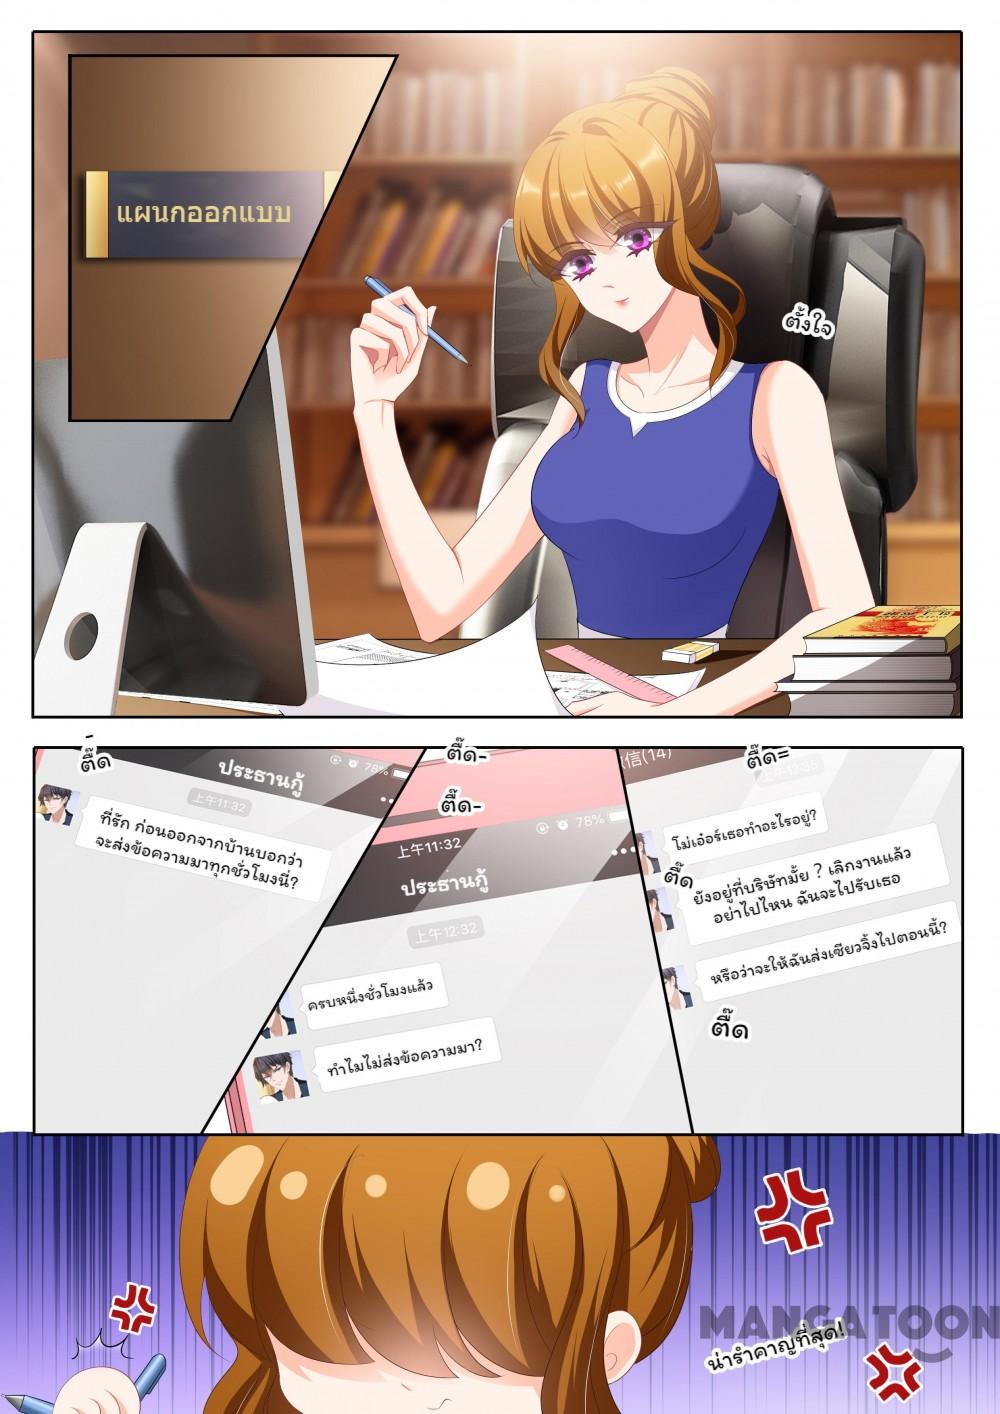 แผนกออกแบบ
ตั้งใจ
ตื๊ด
ประธานกู้
78%
上午11:32
ที่รัก ก่อนออกจากบ้านบอกว่า
จะส่งข้อความมาทุกชั่วโมงนี่?
ตื๊ด-
ตื๊ด-
上午11:32
78%
ประธานกู้
上午12:32
ครบหนึ่งชั่วโมงแล้ว
ทำไมไม่ส่งข้อความมา?
信(14)
ตื๊ด=
上午12:35
โม่เอ๋อร์เธอทำอะไรอยู่?
ตื๊ด
ยังอยู่ที่บริษัทมั้ย ? เลิกงานแล้ว
อย่าไปไหน ฉันจะไปรับเธอ
หรือว่าจะให้ฉันส่งเซียวจิ้งไปตอนนี้?
ตื๊ด
MANGATOON
น่ารำคาญที่สุด!